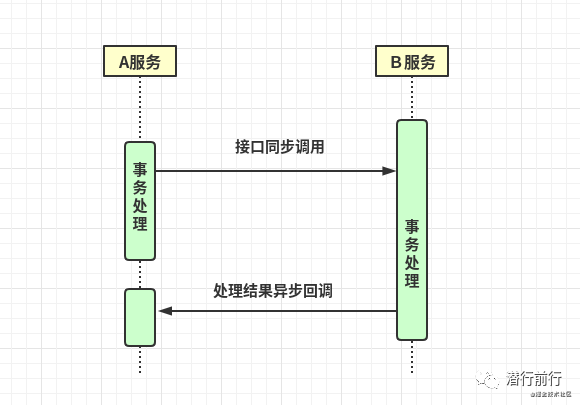 A服务
B服务
接口同步调用
事务处理
事务处理
处理结果异步回调
潜行前行
@掘金技术社区